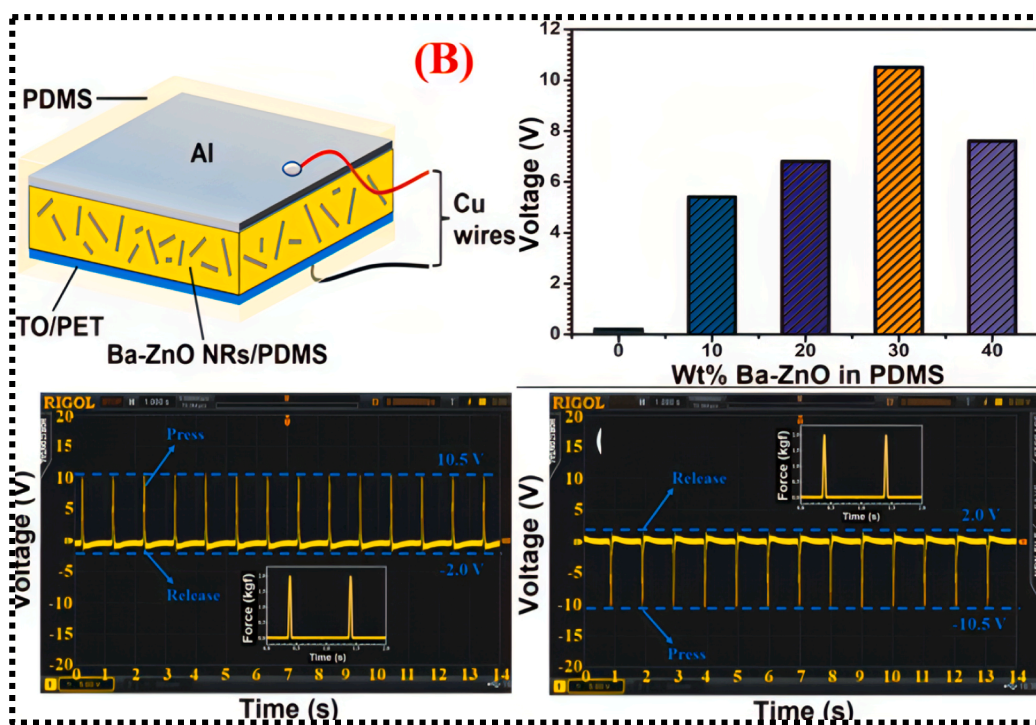 (B)
PDMS
Al
Cu
wires
TO/PET
Ba-ZnO NRs/PDMS
Voltage (V)
12
10
8
6
4
2
0
0 10 20 30 40
Wt% Ba-ZnO in PDMS
RIGOL H 1.000 s
Voltage (V)
20
15
10
5
0
-5
-10
-15
-20
Press
10.5 V
-2.0 V
Release
Force (kgf)
Time (s)
0 1 2 3 4 5 6 7 8 9 10 11 12 13 14
Time (s)
RIGOL H 1.000 s
Voltage (V)
20
15
10
5
0
-5
-10
-15
-20
Force (kgf)
Time (s)
Release
2.0 V
-10.5 V
Press
0 1 2 3 4 5 6 7 8 9 10 11 12 13 14
Time (s)